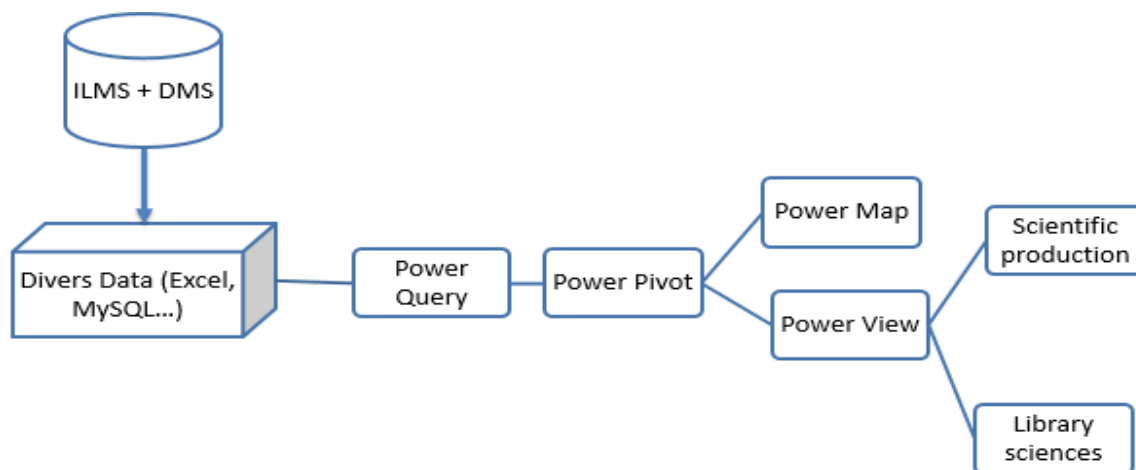 ILMS + DMS
Divers Data (Excel,
MySQL...)
Power
Query
Power Pivot
Power Map
Power View
Scientific
production
Library
sciences